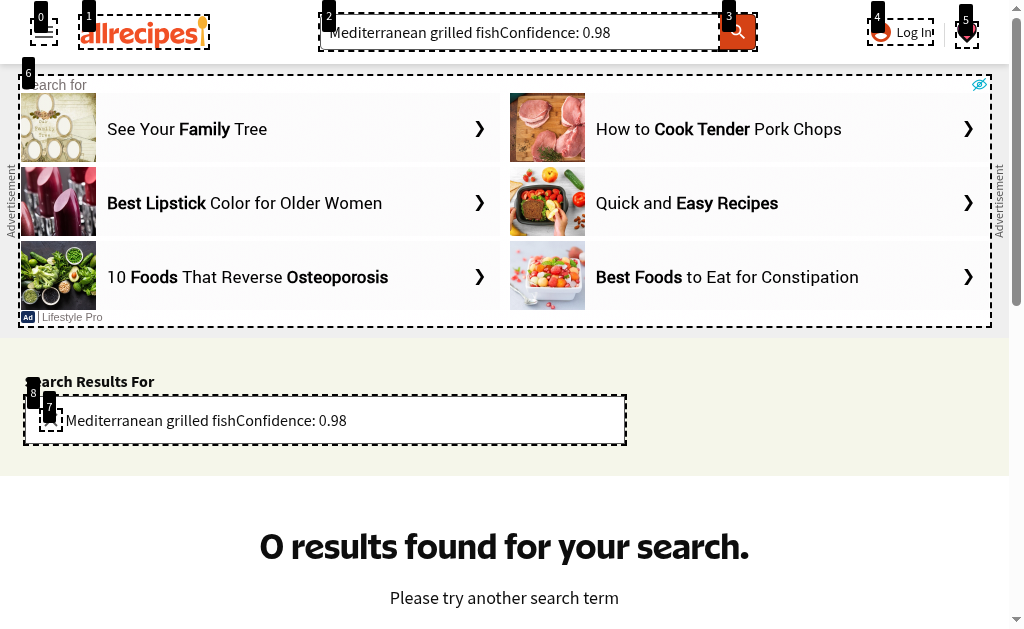 0
1
2
3
4
5
allrecipes
Mediterranean grilled fishConfidence: 0.98
Log In
6
Search for
See Your Family Tree
How to Cook Tender Pork Chops
Best Lipstick Color for Older Women
Quick and Easy Recipes
10 Foods That Reverse Osteoporosis
Best Foods to Eat for Constipation
Advertisement
Advertisement
Ad Lifestyle Pro
Search Results For
8
7
Mediterranean grilled fishConfidence: 0.98
0 results found for your search.
Please try another search term